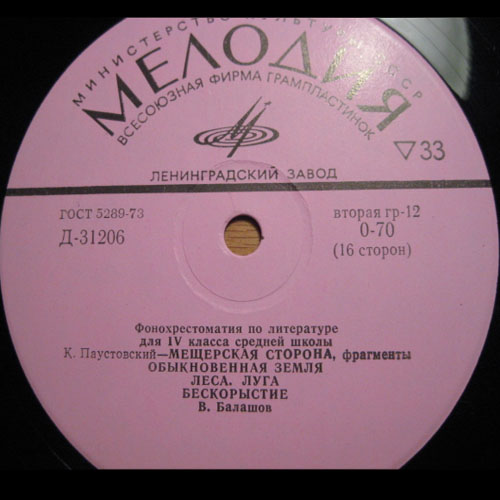 МИНИСТЕРСТВО КУЛЬТУРЫ СССР
МЕЛОДИЯ
ВСЕСОЮЗНАЯ ФИРМА ГРАМПЛАСТИНОК
▽33
ЛЕНИНГРАДСКИЙ ЗАВОД
ГОСТ 5289-73
Д-31206
вторая гр-12
0-70
(16 сторон)
Фонохрестоматия по литературе
для IV класса средней школы
К. Паустовский—МЕЩЕРСКАЯ СТОРОНА, фрагменты
ОБЫКНОВЕННАЯ ЗЕМЛЯ
ЛЕСА. ЛУГА
БЕСКОРЫСТИЕ
В. Балашов